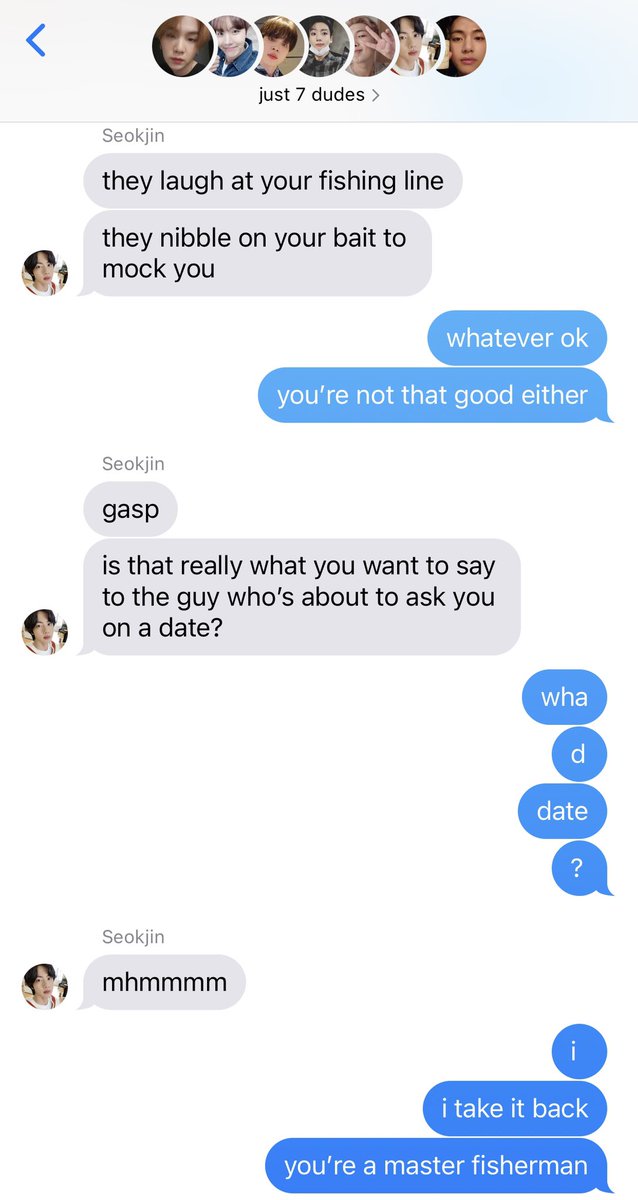 just 7 dudes
Seokjin
they laugh at your fishing line
they nibble on your bait to
mock you
whatever ok
you’re not that good either
Seokjin
gasp
is that really what you want to say
to the guy who’s about to ask you
on a date?
wha
d
date
?
Seokjin
mhmmmm
i
i take it back
you’re a master fisherman